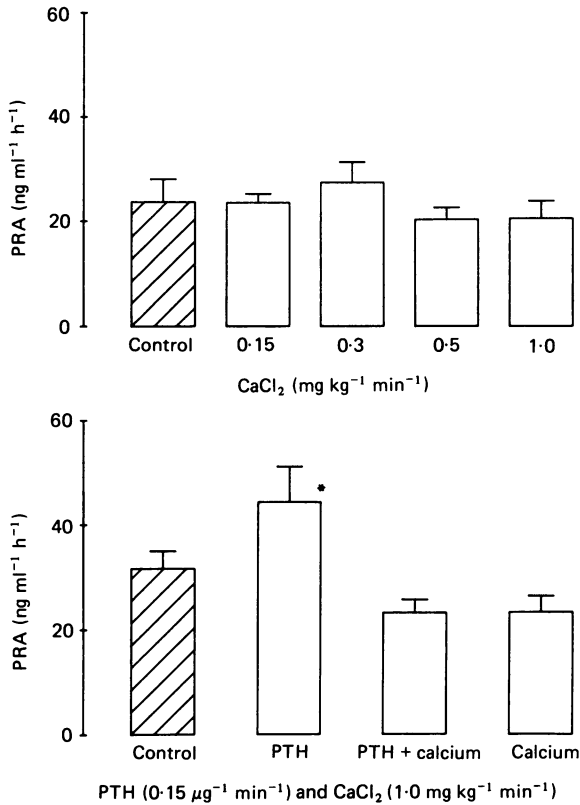 60
40
20
0
PRA (ng ml⁻¹ h⁻¹)
Control 0·15 0·3 0·5 1·0
CaCl₂ (mg kg⁻¹ min⁻¹)
60
40
20
0
PRA (ng ml⁻¹ h⁻¹)
*
Control PTH PTH + calcium Calcium
PTH (0·15 μg⁻¹ min⁻¹) and CaCl₂ (1·0 mg kg⁻¹ min⁻¹)